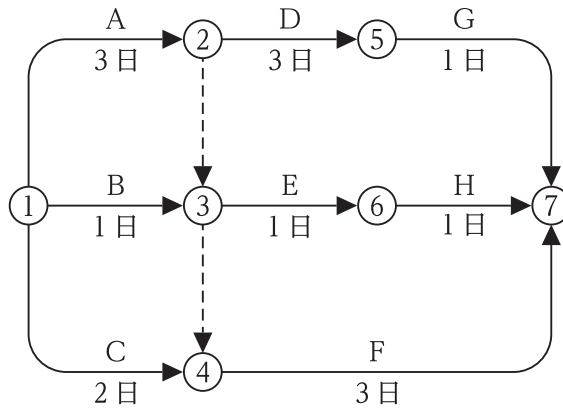 A D G
② ⑤
3日 3日 1日
B E H
① ③ ⑥ ⑦
1日 1日 1日
C F
④
2日 3日